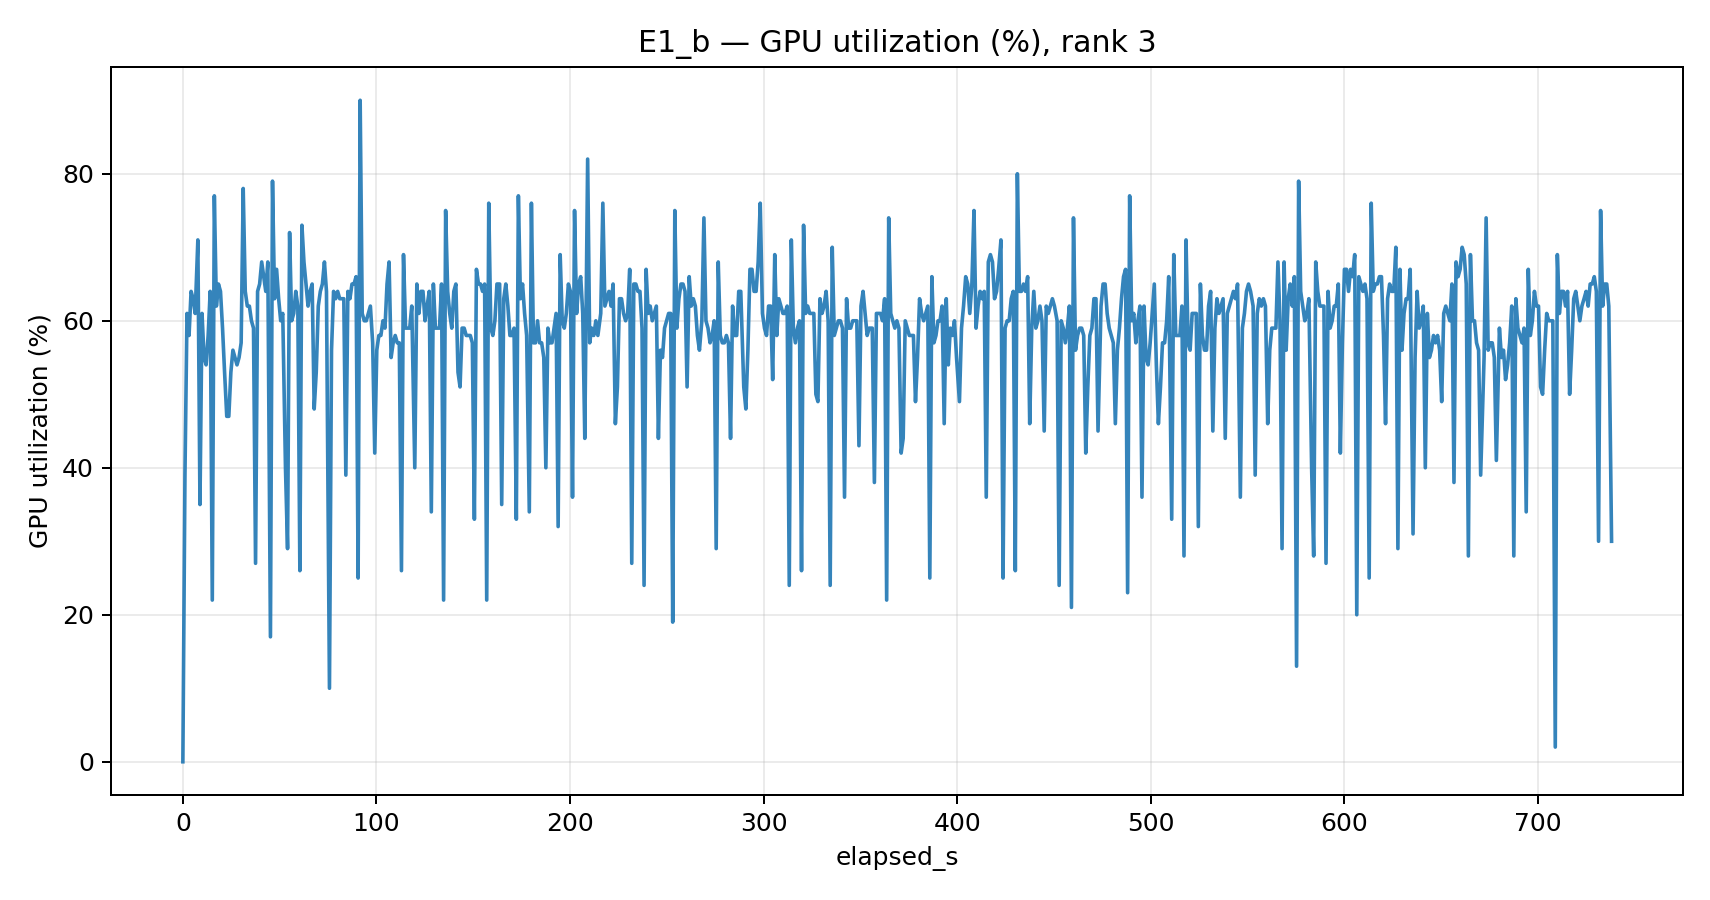 E1_b — GPU utilization (%), rank 3
GPU utilization (%)
80
60
40
20
0
0 100 200 300 400 500 600 700
elapsed_s